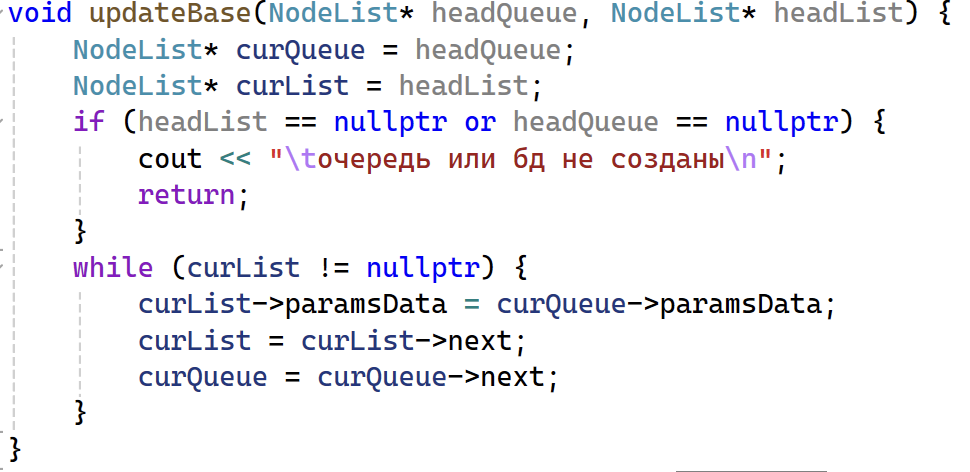 void updateBase(NodeList* headQueue, NodeList* headList) {
    NodeList* curQueue = headQueue;
    NodeList* curList = headList;
    if (headList == nullptr or headQueue == nullptr) {
        cout << "\tочередь или бд не созданы\n";
        return;
    }
    while (curList != nullptr) {
        curList->paramsData = curQueue->paramsData;
        curList = curList->next;
        curQueue = curQueue->next;
    }
}